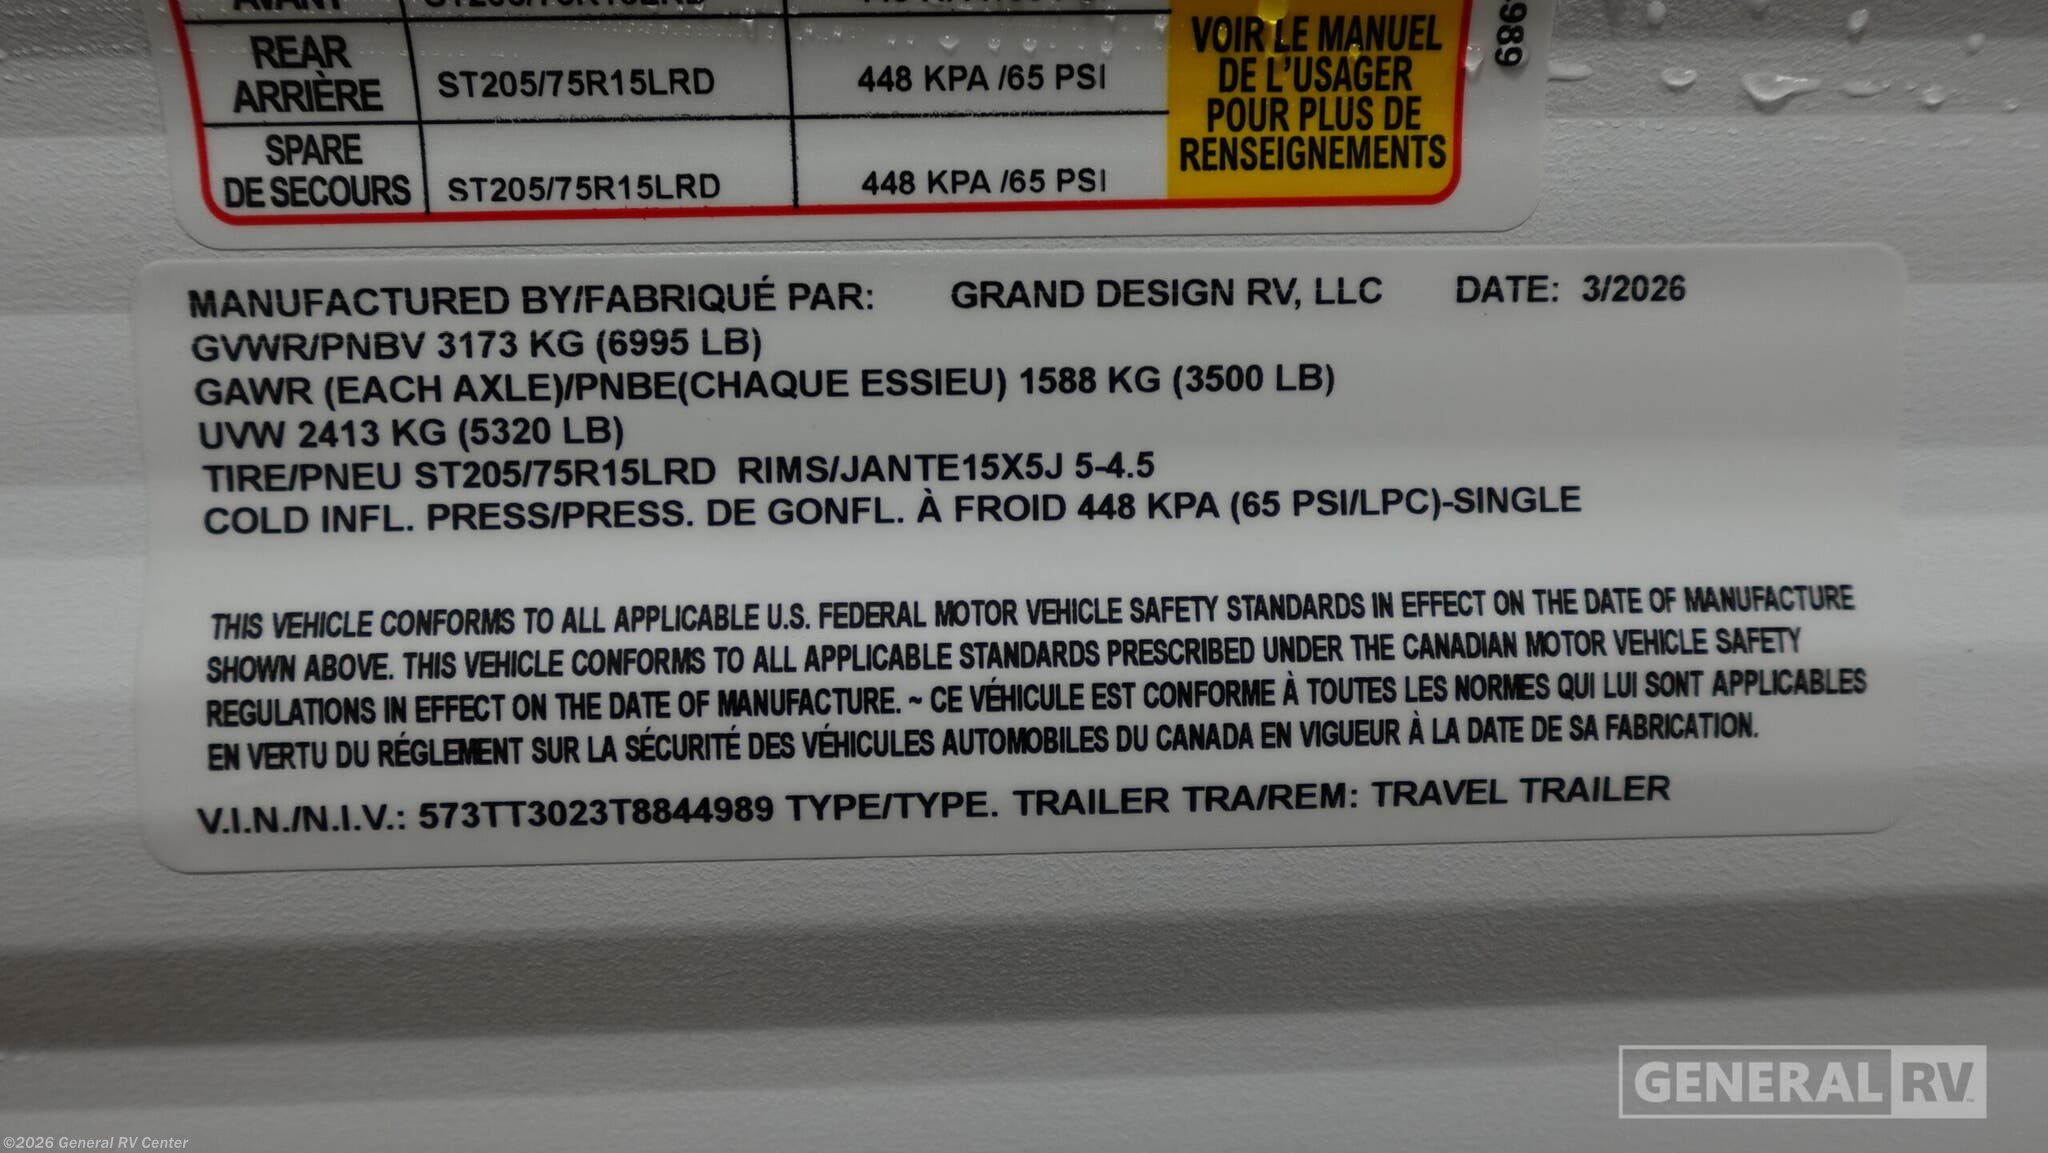 AVANT ST205/75R15LRD 448 KPA /65 PSI
REAR
ARRIÈRE
ST205/75R15LRD 448 KPA /65 PSI
SPARE
DE SECOURS
ST205/75R15LRD 448 KPA /65 PSI
VOIR LE MANUEL
DE L'USAGER
POUR PLUS DE
RENSEIGNEMENTS
989
MANUFACTURED BY/FABRIQUÉ PAR: GRAND DESIGN RV, LLC DATE: 3/2026
GVWR/PNBV 3173 KG (6995 LB)
GAWR (EACH AXLE)/PNBE(CHAQUE ESSIEU) 1588 KG (3500 LB)
UVW 2413 KG (5320 LB)
TIRE/PNEU ST205/75R15LRD RIMS/JANTE15X5J 5-4.5
COLD INFL. PRESS/PRESS. DE GONFL. À FROID 448 KPA (65 PSI/LPC)-SINGLE
THIS VEHICLE CONFORMS TO ALL APPLICABLE U.S. FEDERAL MOTOR VEHICLE SAFETY STANDARDS IN EFFECT ON THE DATE OF MANUFACTURE
SHOWN ABOVE. THIS VEHICLE CONFORMS TO ALL APPLICABLE STANDARDS PRESCRIBED UNDER THE CANADIAN MOTOR VEHICLE SAFETY
REGULATIONS IN EFFECT ON THE DATE OF MANUFACTURE. ~ CE VÉHICULE EST CONFORME À TOUTES LES NORMES QUI LUI SONT APPLICABLES
EN VERTU DU RÉGLEMENT SUR LA SÉCURITÉ DES VÉHICULES AUTOMOBILES DU CANADA EN VIGUEUR À LA DATE DE SA FABRICATION.
V.I.N./N.I.V.: 573TT3023T8844989 TYPE/TYPE. TRAILER TRA/REM: TRAVEL TRAILER
GENERAL RV
©2026 General RV Center